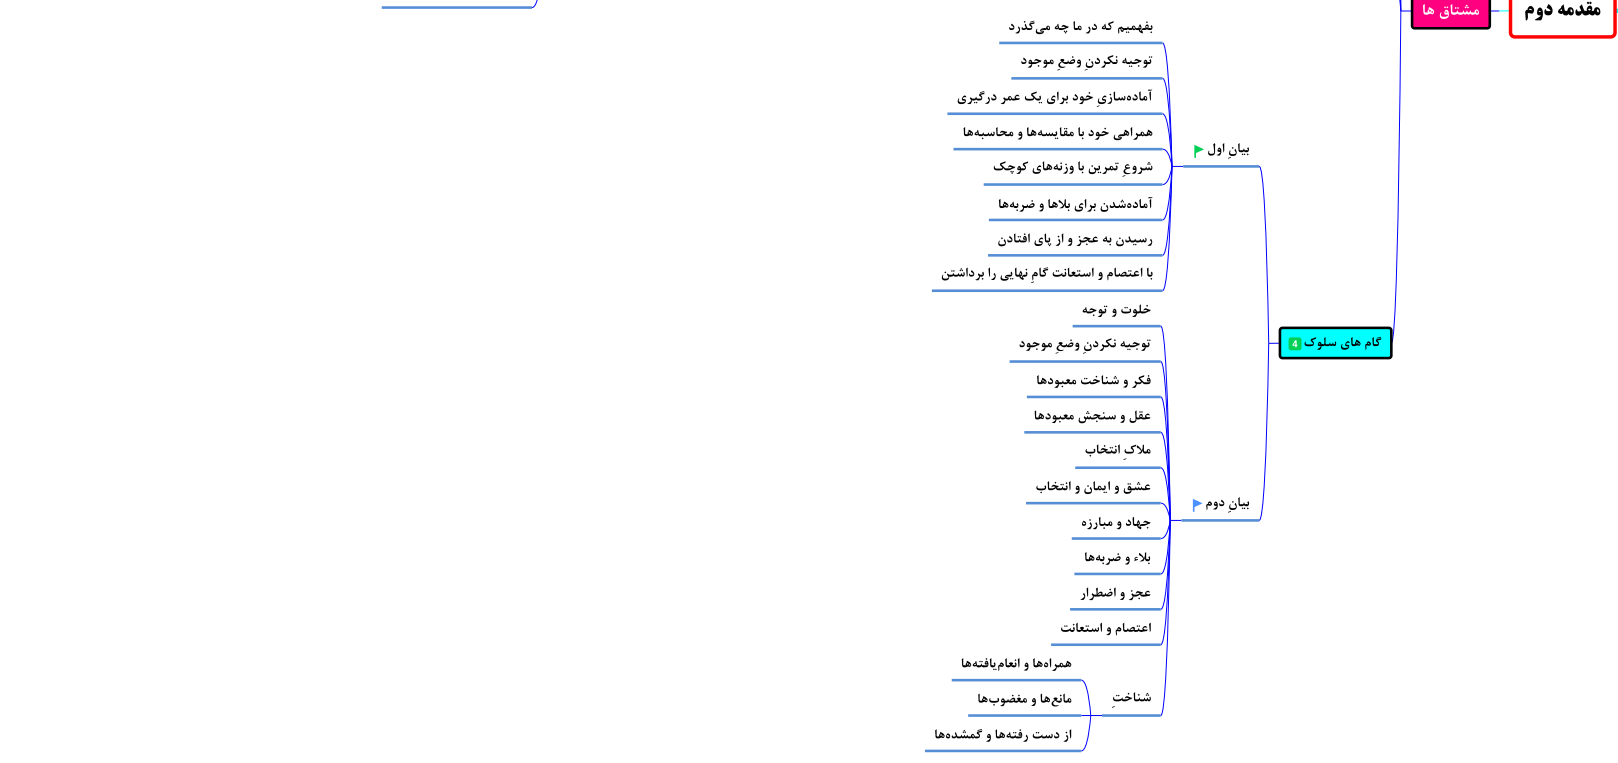 مقدمه دوم
مشتاق ها
گام های سلوک 4
بیانِ اول
بفهمیم که در ما چه می‌گذرد
توجیه نکردنِ وضعِ موجود
آماده‌سازیِ خود برای یک عمر درگیری
همراهی خود با مقایسه‌ها و محاسبه‌ها
شروعِ تمرین با وزنه‌های کوچک
آماده‌شدن برای بلاها و ضربه‌ها
رسیدن به عجز و از پای افتادن
با اعتصام و استعانت گامِ نهایی را برداشتن
بیانِ دوم
خلوت و توجه
توجیه نکردنِ وضعِ موجود
فکر و شناخت معبودها
عقل و سنجش معبودها
ملاکِ انتخاب
عشق و ایمان و انتخاب
جهاد و مبارزه
بلاء و ضربه‌ها
عجز و اضطرار
اعتصام و استعانت
شناختِ
همراه‌ها و انعام‌یافته‌ها
مانع‌ها و مغضوب‌ها
از دست رفته‌ها و گمشده‌ها